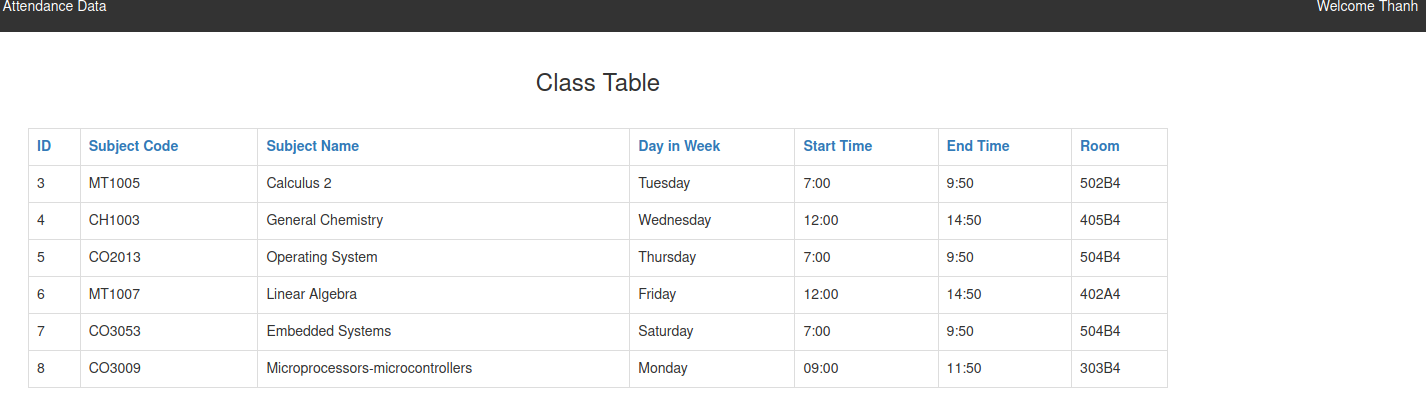 Attendance Data Welcome Thanh
Class Table
ID Subject Code Subject Name Day in Week Start Time End Time Room
3 MT1005 Calculus 2 Tuesday 7:00 9:50 502B4
4 CH1003 General Chemistry Wednesday 12:00 14:50 405B4
5 CO2013 Operating System Thursday 7:00 9:50 504B4
6 MT1007 Linear Algebra Friday 12:00 14:50 402A4
7 CO3053 Embedded Systems Saturday 7:00 9:50 504B4
8 CO3009 Microprocessors-microcontrollers Monday 09:00 11:50 303B4